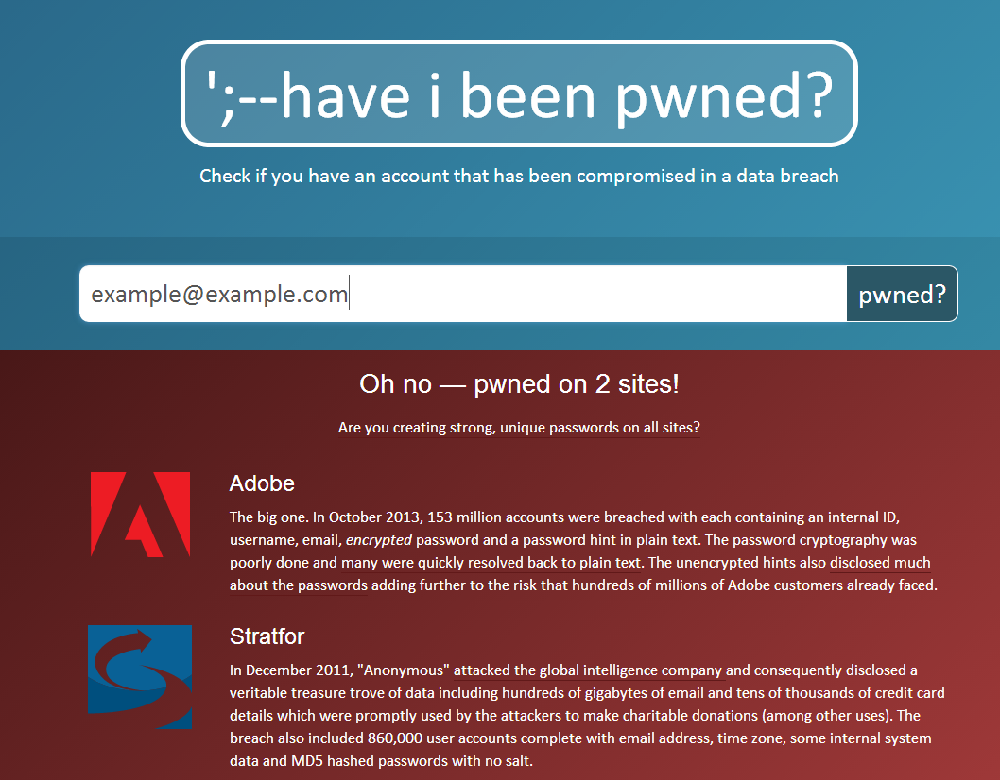 ';--have i been pwned?
Check if you have an account that has been compromised in a data breach
example@example.com
pwned?
Oh no — pwned on 2 sites!
Are you creating strong, unique passwords on all sites?
Adobe
The big one. In October 2013, 153 million accounts were breached with each containing an internal ID,
username, email, encrypted password and a password hint in plain text. The password cryptography was
poorly done and many were quickly resolved back to plain text. The unencrypted hints also disclosed much
about the passwords adding further to the risk that hundreds of millions of Adobe customers already faced.
Stratfor
In December 2011, "Anonymous" attacked the global intelligence company and consequently disclosed a
veritable treasure trove of data including hundreds of gigabytes of email and tens of thousands of credit card
details which were promptly used by the attackers to make charitable donations (among other uses). The
breach also included 860,000 user accounts complete with email address, time zone, some internal system
data and MD5 hashed passwords with no salt.